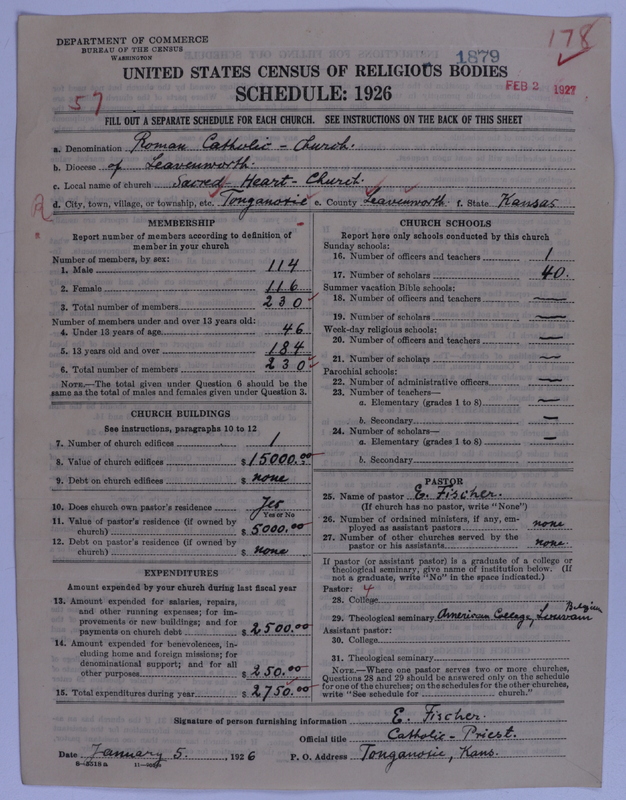 DEPARTMENT OF COMMERCE
BUREAU OF THE CENSUS
WASHINGTON
1879
178
57
FEB 2 1927
UNITED STATES CENSUS OF RELIGIOUS BODIES
SCHEDULE: 1926
FILL OUT A SEPARATE SCHEDULE FOR EACH CHURCH. SEE INSTRUCTIONS ON THE BACK OF THIS SHEET
a. Denomination Roman Catholic - Church.
b. Diocese of Leavenworth.
c. Local name of church Sacred Heart - Church.
d. City, town, village, or township, etc. Tonganoxie e. County Leavenworth f. State Kansas
MEMBERSHIP
Report number of members according to definition of
member in your church
Number of members, by sex:
1. Male 114
2. Female 116
3. Total number of members 230
Number of members under and over 13 years old:
4. Under 13 years of age 46
5. 13 years old and over 184
6. Total number of members 230
NOTE.—The total given under Question 6 should be the
same as the total of males and females given under Question 3.
CHURCH BUILDINGS
See instructions, paragraphs 10 to 12
7. Number of church edifices 1
8. Value of church edifices $ 15000.00
9. Debt on church edifices $ none
10. Does church own pastor's residence Yes
Yes or No
11. Value of pastor's residence (if owned by
church) $ 5000.00
12. Debt on pastor's residence (if owned by
church) $ none
EXPENDITURES
Amount expended by your church during last fiscal year
13. Amount expended for salaries, repairs,
and other running expenses; for im-
provements or new buildings; and for
payments on church debt $ 2500.00
14. Amount expended for benevolences, in-
cluding home and foreign missions; for
denominational support; and for all
other purposes $ 250.00
15. Total expenditures during year $ 2750.00
CHURCH SCHOOLS
Report here only schools conducted by this church
Sunday schools:
16. Number of officers and teachers 1
17. Number of scholars 40.
Summer vacation Bible schools:
18. Number of officers and teachers —
19. Number of scholars —
Week-day religious schools:
20. Number of officers and teachers —
21. Number of scholars —
Parochial schools:
22. Number of administrative officers —
23. Number of teachers—
a. Elementary (grades 1 to 8) —
b. Secondary —
24. Number of scholars—
a. Elementary (grades 1 to 8) —
b. Secondary
PASTOR
25. Name of pastor E. Fischer.
(If church has no pastor, write "None")
26. Number of ordained ministers, if any, em-
ployed as assistant pastors none
27. Number of other churches served by the
pastor or his assistants none.
If pastor (or assistant pastor) is a graduate of a college or
theological seminary, give name of institution below. (If
not a graduate, write "No" in the space indicated.)
Pastor: 4
28. College
29. Theological seminary American College, Louvain Belgium
Assistant pastor:
30. College
31. Theological seminary
NOTE.—Where one pastor serves two or more churches,
Questions 28 and 29 should be answered only on the schedule
for one of the churches; on the schedules for the other churches,
write "See schedule for church."
Signature of person furnishing information E. Fischer.
Official title Catholic - Priest.
Date January 5. , 1926 P. O. Address Tonganoxie, Kans.
8—5319 a